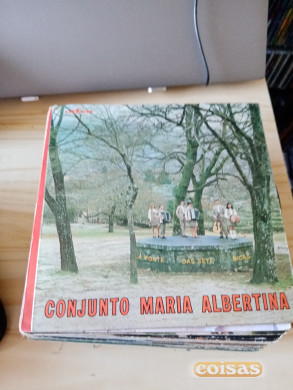 A FONTE DAS SETE BICAS
CONJUNTO MARIA ALBERTINA
coisas